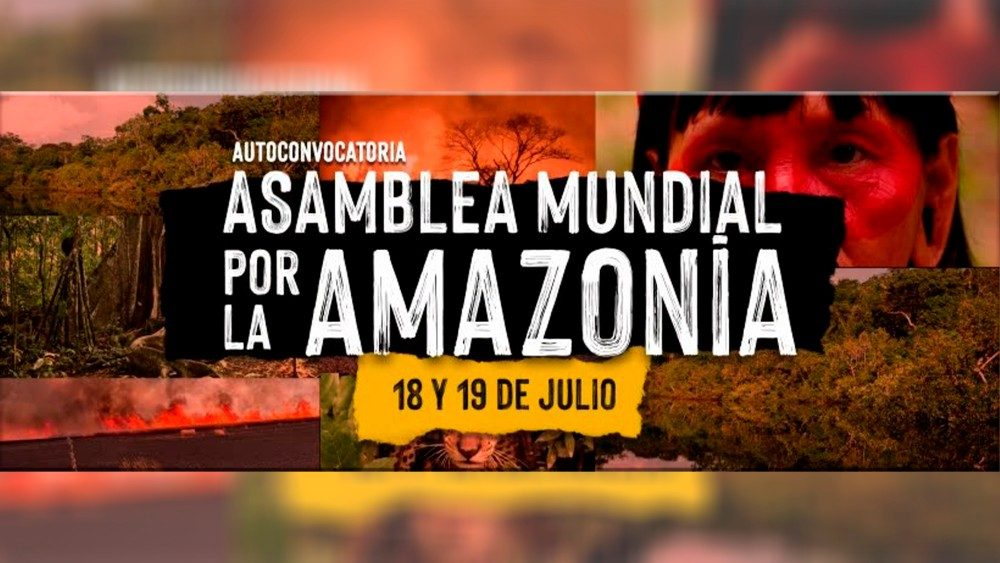 AUTOCONVOCATORIA
ASAMBLEA MUNDIAL
POR
LA AMAZONÍA
18 Y 19 DE JULIO